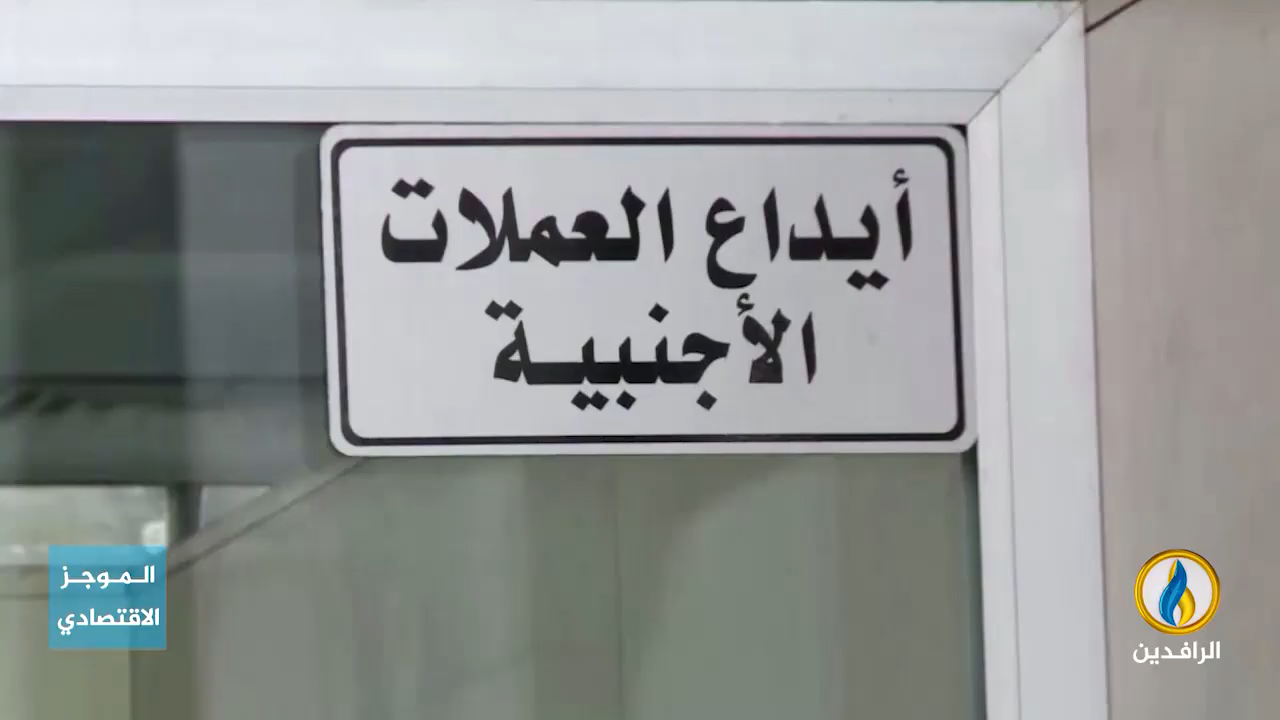 أيداع العملات
الأجنبية
الموجز
الاقتصادي
الرافدين